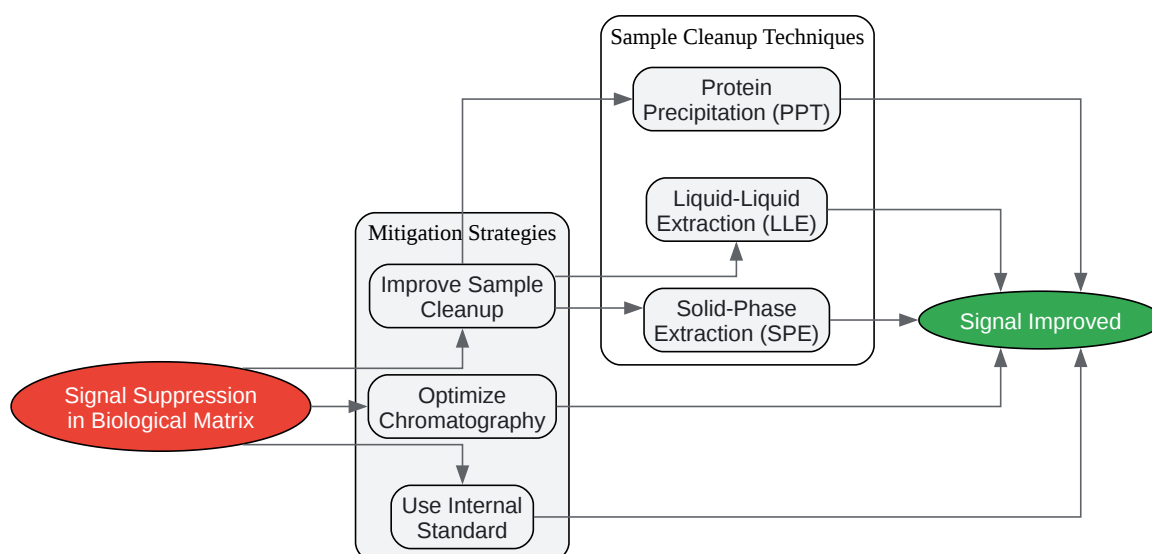 Sample Cleanup Techniques
Protein
Precipitation (PPT)
Liquid-Liquid
Extraction (LLE)
Solid-Phase
Extraction (SPE)
Mitigation Strategies
Improve Sample
Cleanup
Optimize
Chromatography
Use Internal
Standard
Signal Suppression
in Biological Matrix
Signal Improved